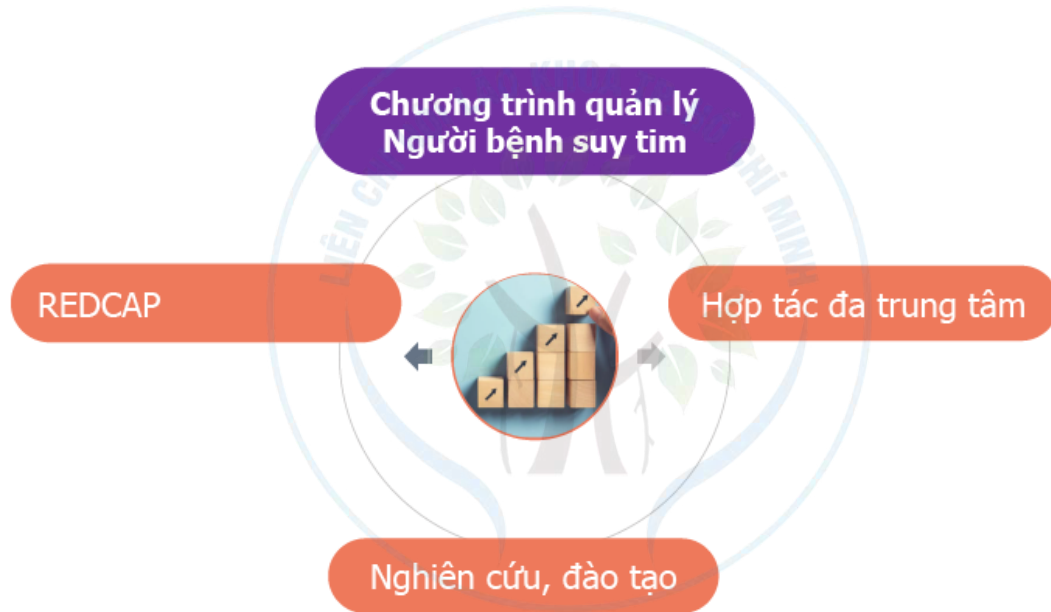 Chương trình quản lý
Người bệnh suy tim
REDCAP
Hợp tác đa trung tâm
Nghiên cứu, đào tạo